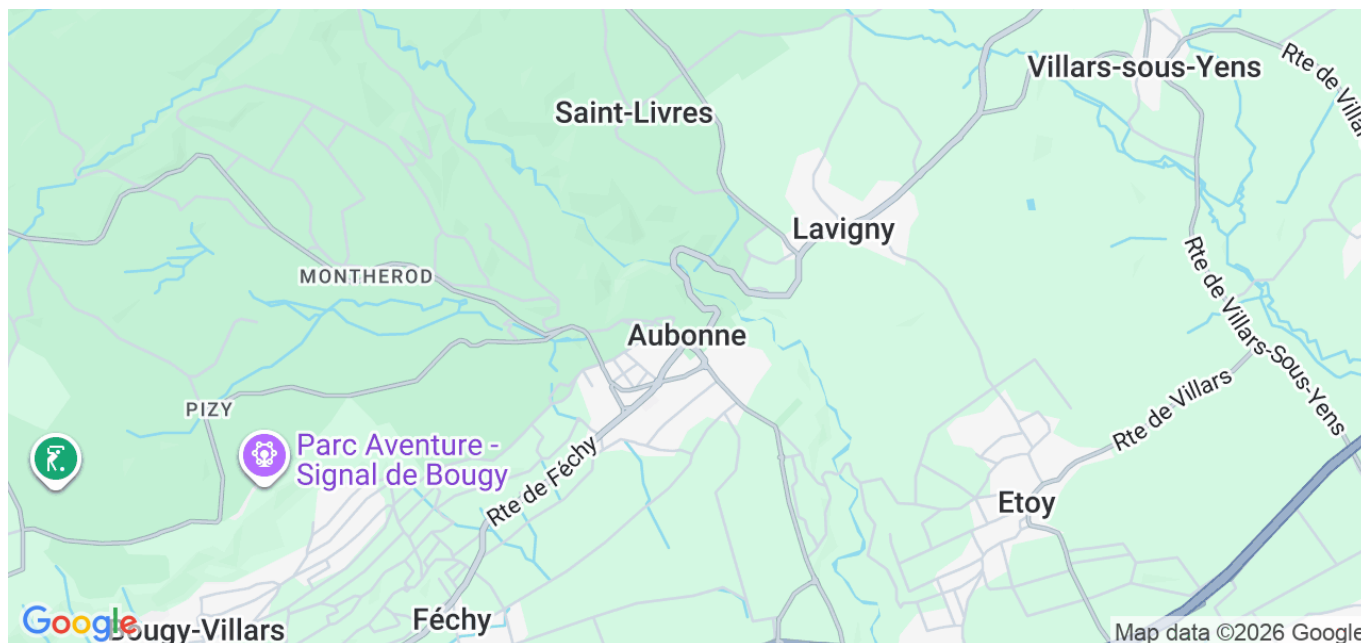 Villars-sous-Yens
Rte de Villa
Saint-Livres
Lavigny
MONTHEROD
Rte de Villars-Sous-Yens
Aubonne
Rte de Villars
PIZY
Parc Aventure -
Signal de Bougy
Rte de Féchy
Etoy
Féchy
Google
Bougy-Villars
Map data ©2026 Google